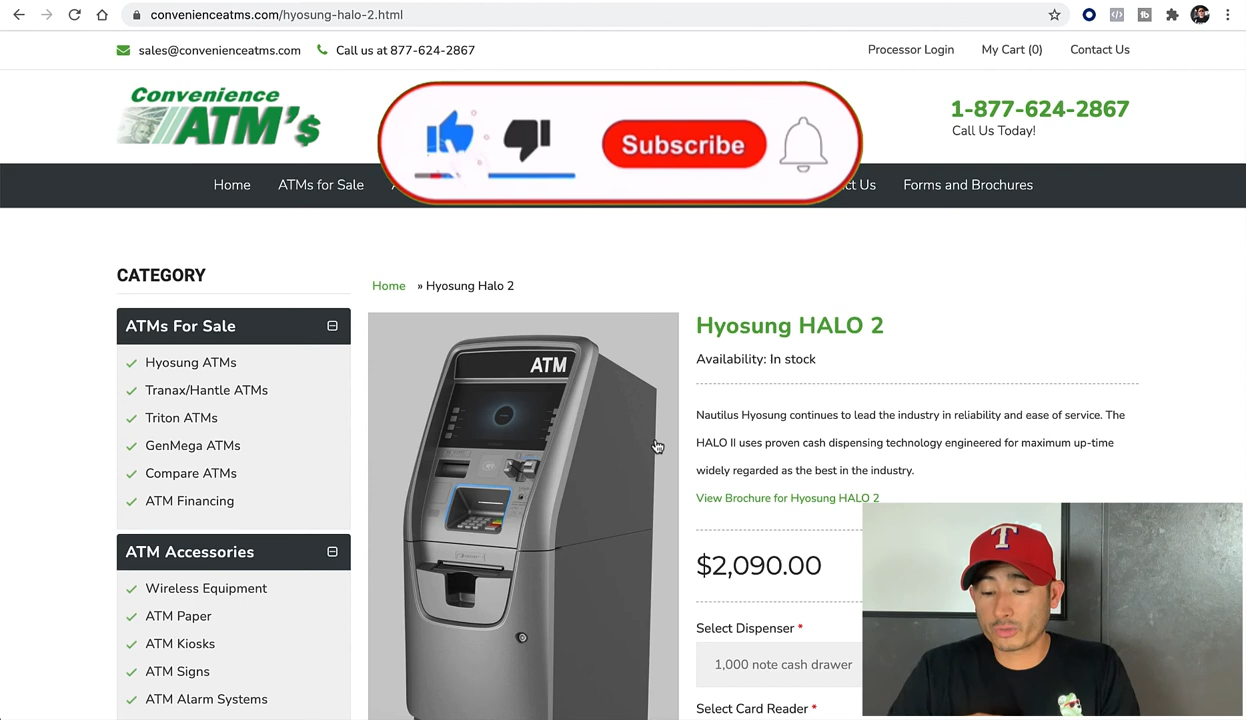 convenienceatms.com/hyosung-halo-2.html
sales@convenienceatms.com Call us at 877-624-2867 Processor Login My Cart (0) Contact Us
Convenience
ATM's
Subscribe
1-877-624-2867
Call Us Today!
Home ATMs for Sale ct Us Forms and Brochures
CATEGORY
Home » Hyosung Halo 2
ATMs For Sale
Hyosung ATMs
Tranax/Hantle ATMs
Triton ATMs
GenMega ATMs
Compare ATMs
ATM Financing
ATM Accessories
Wireless Equipment
ATM Paper
ATM Kiosks
ATM Signs
ATM Alarm Systems
ATM
Hyosung HALO 2
Availability: In stock
Nautilus Hyosung continues to lead the industry in reliability and ease of service. The
HALO II uses proven cash dispensing technology engineered for maximum up-time
widely regarded as the best in the industry.
View Brochure for Hyosung HALO 2
$2,090.00
Select Dispenser *
1,000 note cash drawer
Select Card Reader *
T